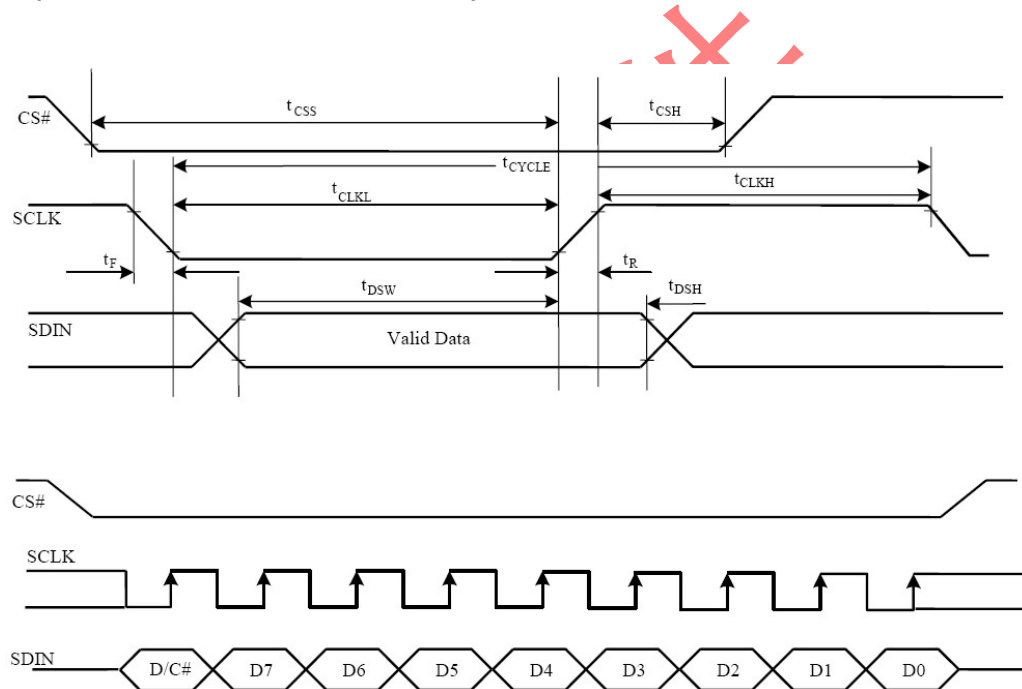 CS#
tCSS
tCSH
tCYCLE
tCLKL
tCLKH
SCLK
tF
tR
tDSW
tDSH
SDIN
Valid Data
CS#
SCLK
SDIN
D/C#
D7
D6
D5
D4
D3
D2
D1
D0